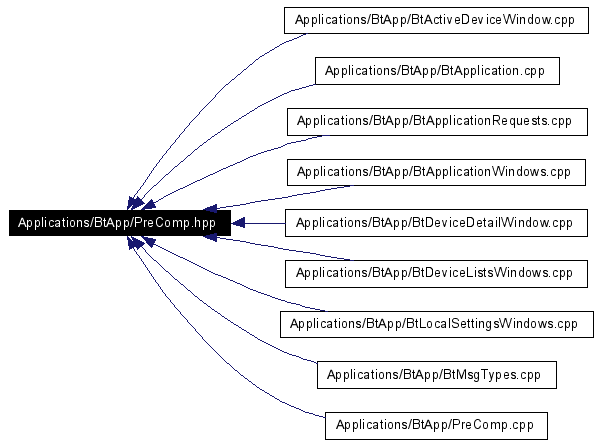 Applications/BtApp/BtActiveDeviceWindow.cpp
Applications/BtApp/BtApplication.cpp
Applications/BtApp/BtApplicationRequests.cpp
Applications/BtApp/BtApplicationWindows.cpp
Applications/BtApp/PreComp.hpp
Applications/BtApp/BtDeviceDetailWindow.cpp
Applications/BtApp/BtDeviceListsWindows.cpp
Applications/BtApp/BtLocalSettingsWindows.cpp
Applications/BtApp/BtMsgTypes.cpp
Applications/BtApp/PreComp.cpp